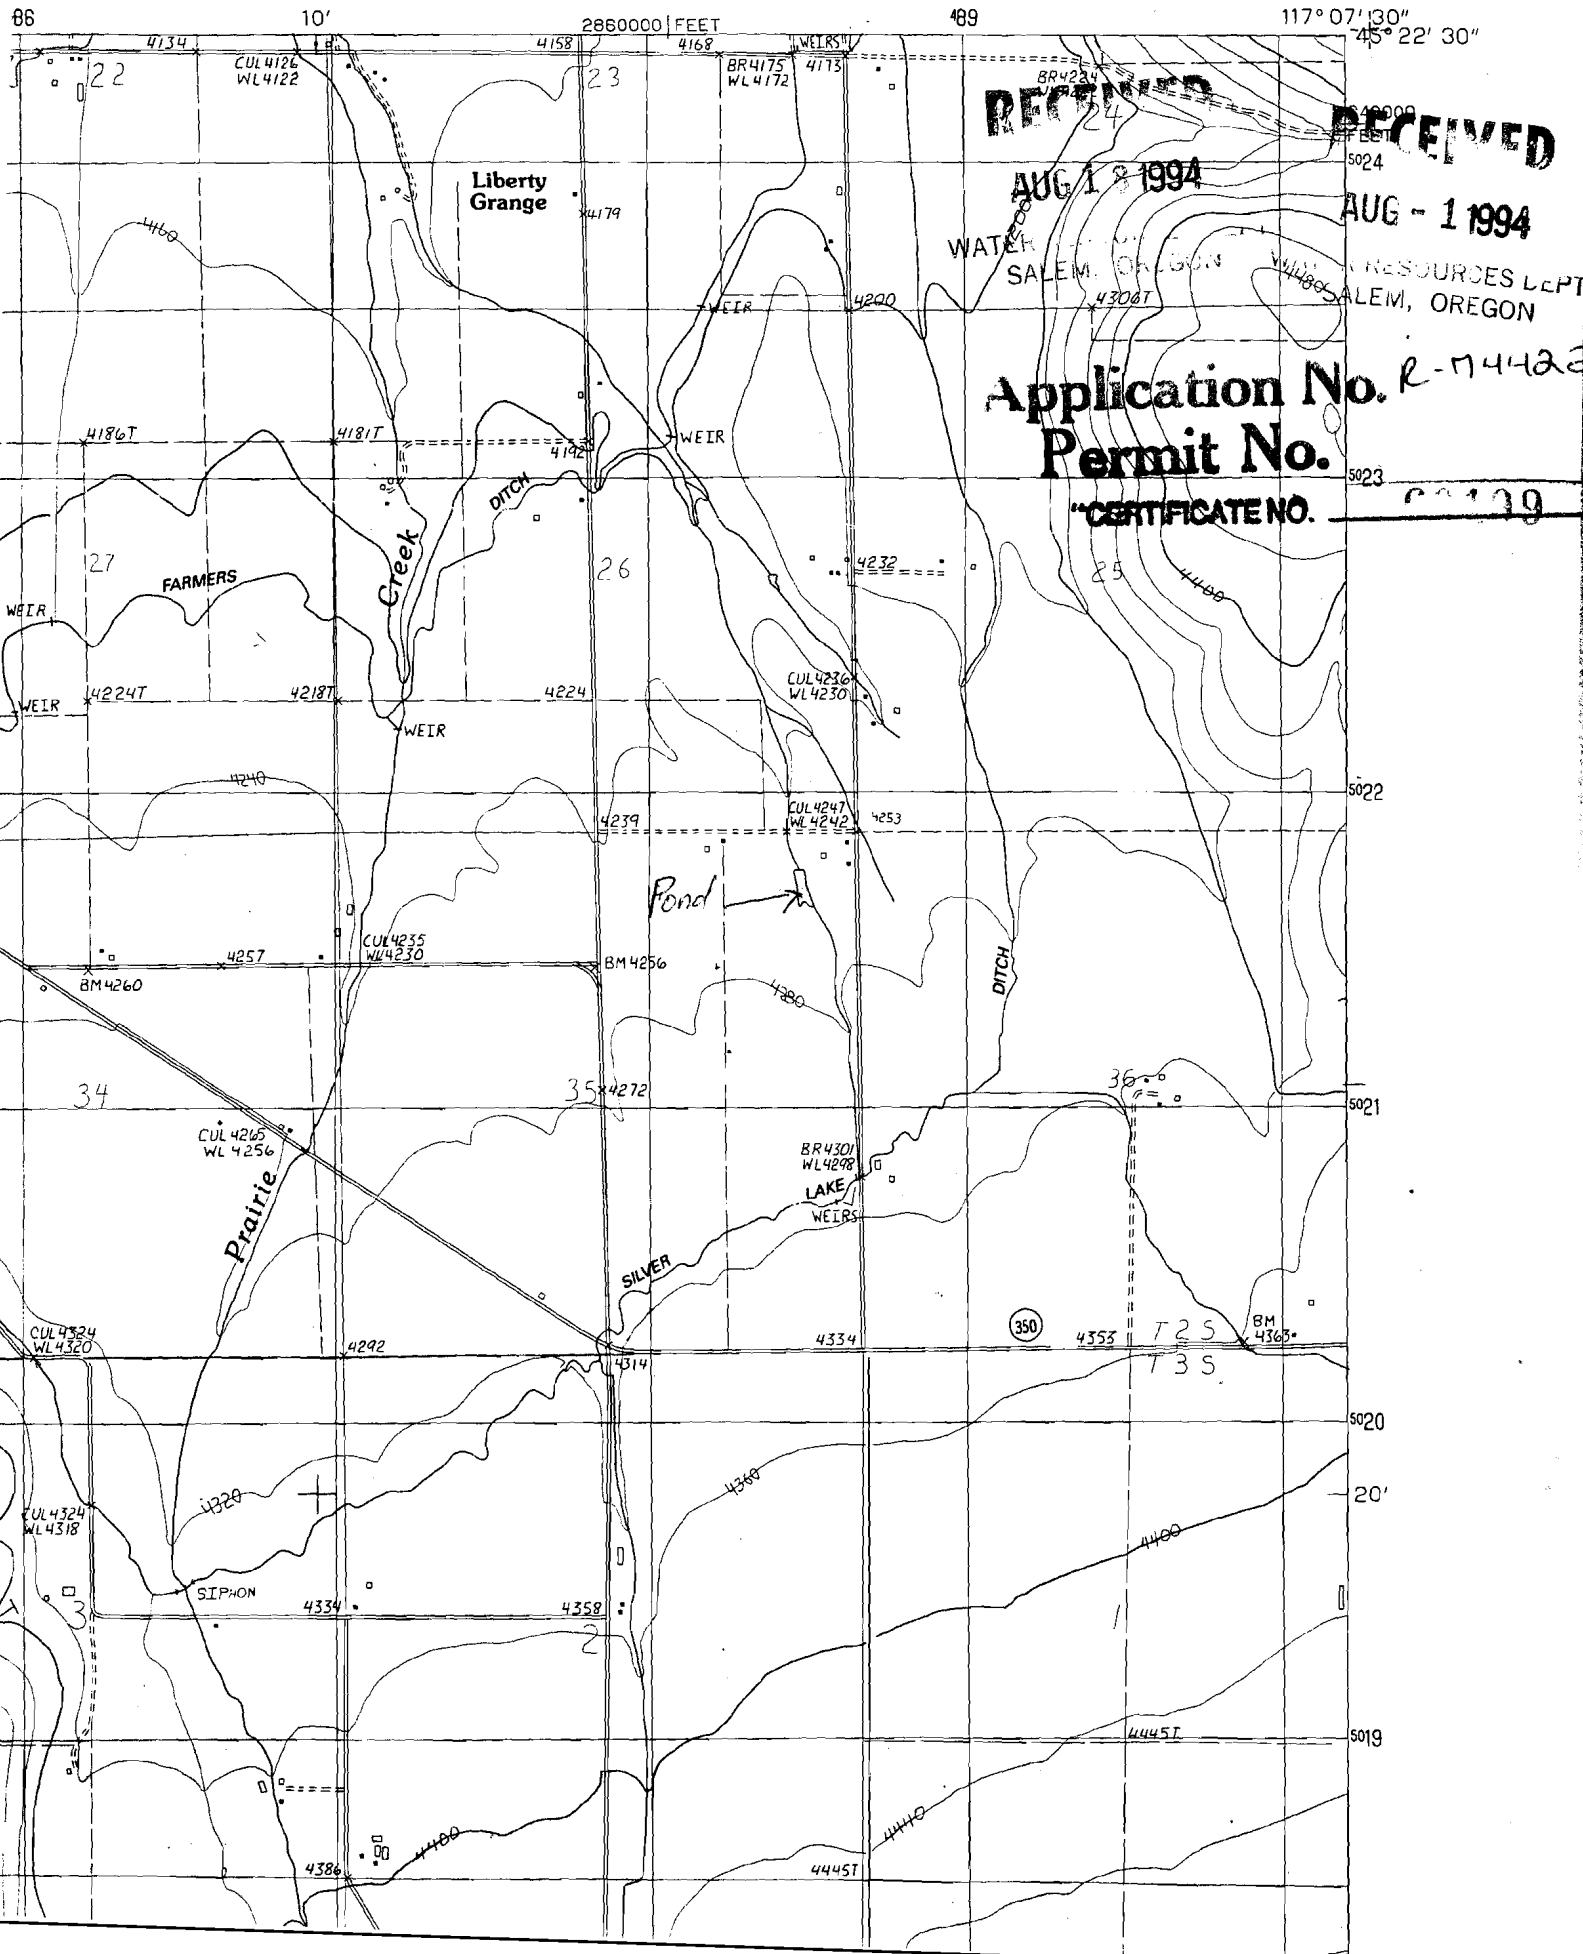 86
10'
2860000 FEET
489
117° 07' 30"
45° 22' 30"
4134
4158
4168
WEIRS
22
CUL 4126
WL 4122
23
BR 4175
WL 4172
4173
BR 4224
24
RECEIVED
RECEIVED
5024
AUG 18 1994
AUG - 1 1994
Liberty
Grange
4179
4160
WATER
SALEM, OREGON
RESOURCES DEPT
SALEM, OREGON
4480
WEIR
4200
4306T
Application No. R-74422
Permit No.
"CERTIFICATE NO.
4186T
4181T
4192
WEIR
DITCH
5023
27
FARMERS
Creek
26
4232
25
4400
WEIR
WEIR
4224T
4218T
4224
CUL 4236
WL 4230
WEIR
4240
5022
4239
CUL 4247
WL 4242
4253
Pond
CUL 4235
WL 4230
4257
BM 4260
BM 4256
4280
DITCH
34
35
4272
36
5021
CUL 4265
WL 4256
BR 4301
WL 4298
LAKE
WEIRS
Prairie
SILVER
CUL 4324
WL 4320
4292
4314
4334
350
4353
T 2 S
T 3 S
BM
4363
5020
4320
4360
20'
CUL 4324
WL 4318
4400
SIPHON
3
4334
4358
2
1
4445T
5019
4400
4440
4386
4445T